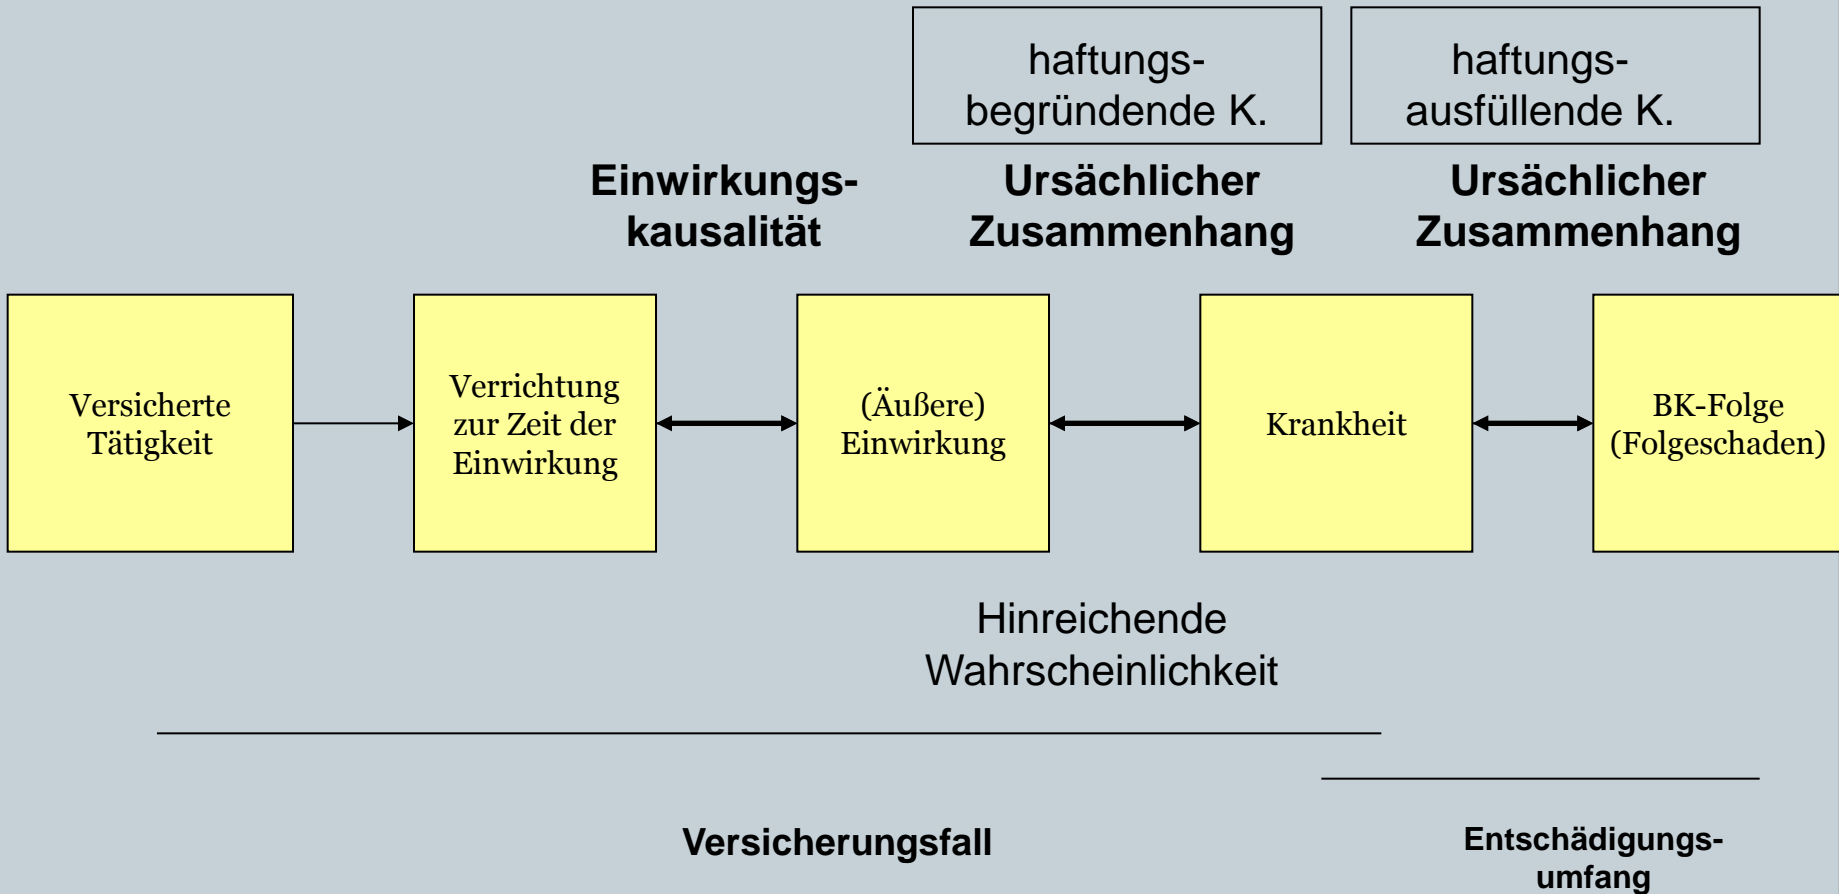 haftungs-
begründende K.
haftungs-
ausfüllende K.
Einwirkungs-
kausalität
Ursächlicher
Zusammenhang
Ursächlicher
Zusammenhang
Versicherte
Tätigkeit
Verrichtung
zur Zeit der
Einwirkung
(Äußere)
Einwirkung
Krankheit
BK-Folge
(Folgeschaden)
Hinreichende
Wahrscheinlichkeit
Versicherungsfall
Entschädigungs-
umfang